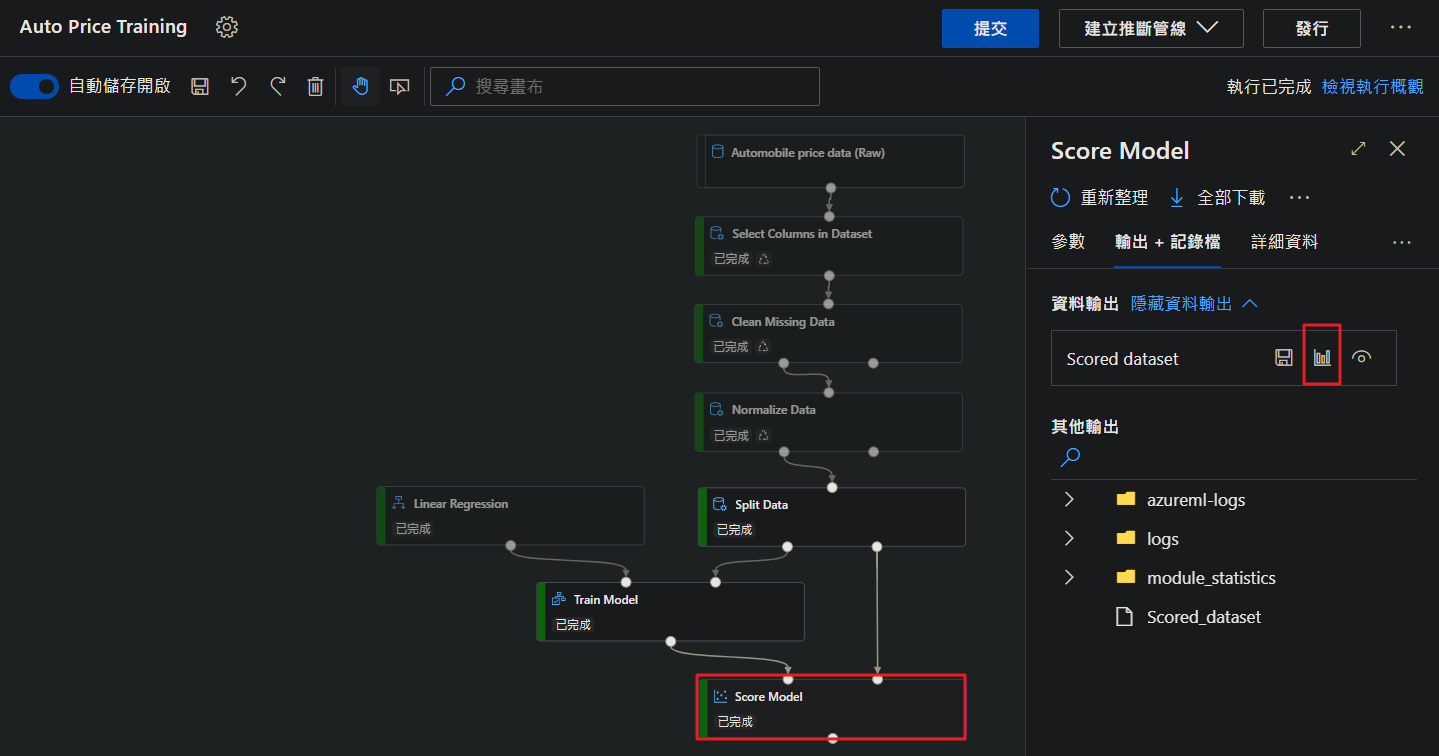 Auto Price Training
提交
建立推斷管線
發行
自動儲存開啟
搜尋畫布
執行已完成 檢視執行概觀
Automobile price data (Raw)
Select Columns in Dataset
已完成
Clean Missing Data
已完成
Normalize Data
已完成
Linear Regression
已完成
Split Data
已完成
Train Model
已完成
Score Model
已完成
Score Model
重新整理 全部下載
參數 輸出 + 記錄檔 詳細資料
資料輸出 隱藏資料輸出
Scored dataset
其他輸出
azureml-logs
logs
module_statistics
Scored_dataset